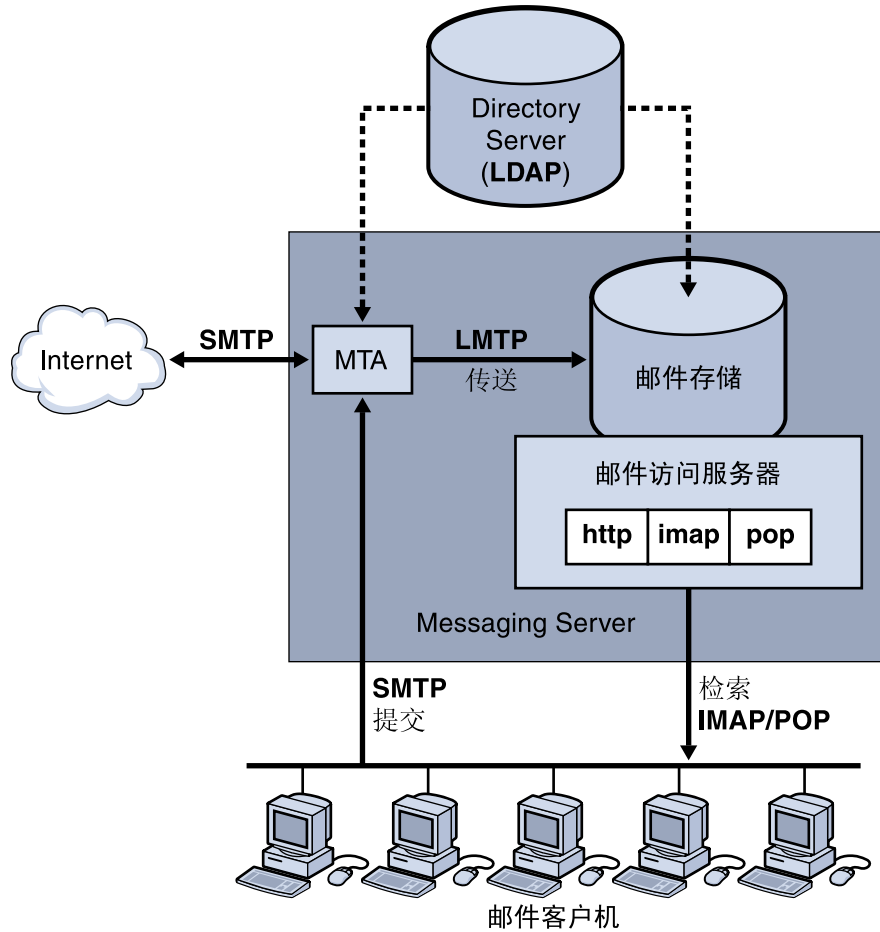 Directory
Server
(LDAP)
Internet
SMTP
MTA
LMTP
传送
邮件存储
邮件访问服务器
http
imap
pop
Messaging Server
SMTP
提交
检索
IMAP/POP
邮件客户机